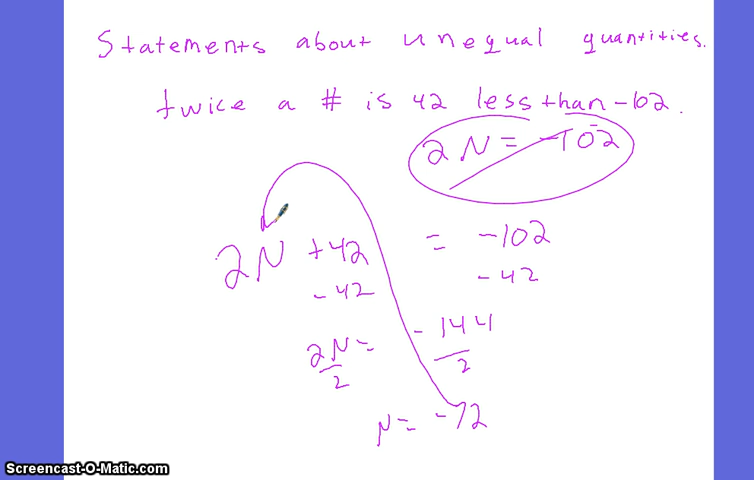 Statements about unequal quantities.
twice a # is 42 less than -102.
2N = -102
2N + 42 = -102
- 42 - 42
2N = - 144
2 2
N = - 72
Screencast-O-Matic.com